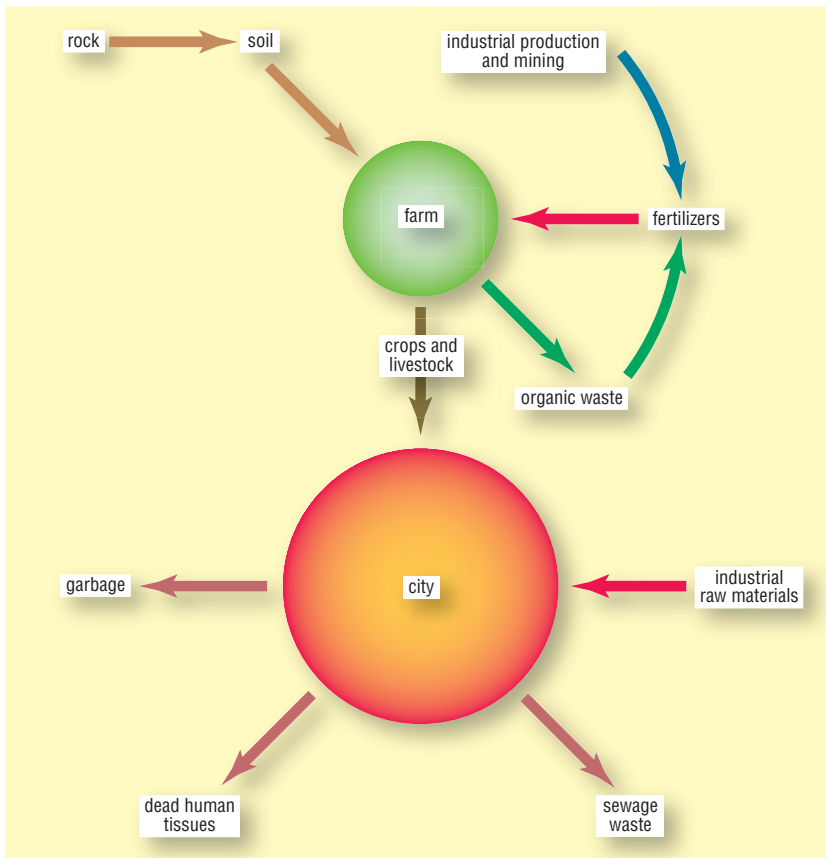 rock
soil
industrial production
and mining
farm
fertilizers
crops and
livestock
organic waste
garbage
city
industrial
raw materials
dead human
tissues
sewage
waste